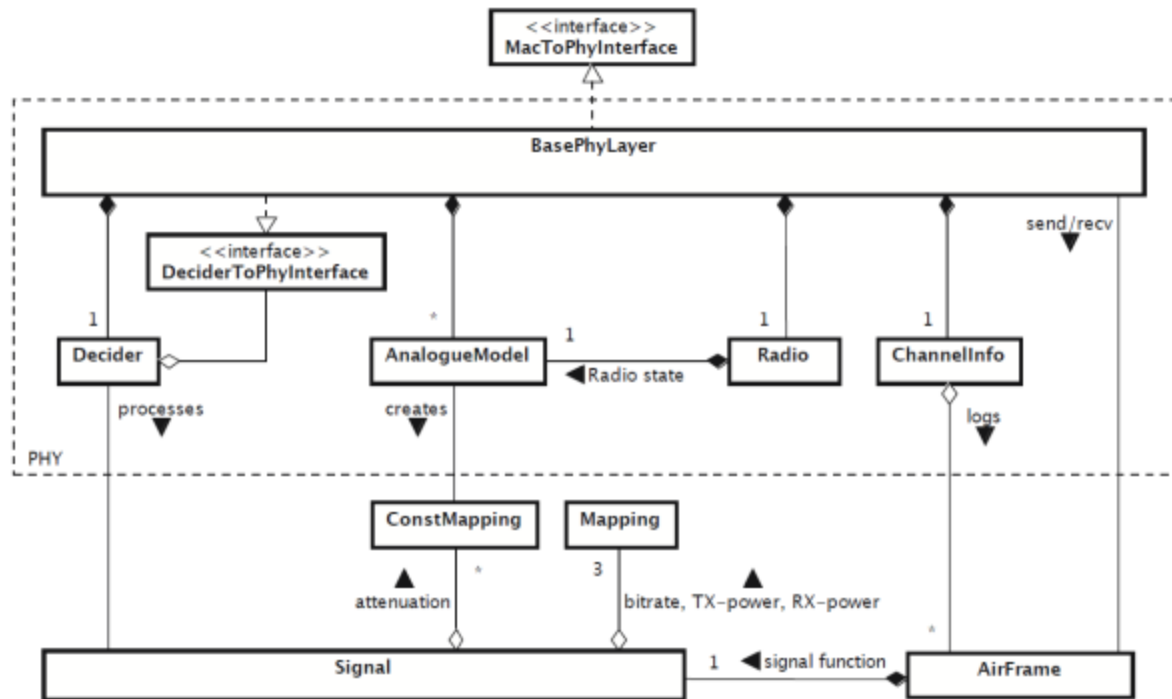 <<interface>>
MacToPhyInterface
BasePhyLayer
send/recv
<<interface>>
DeciderToPhyInterface
1
*
1
1
1
Decider
AnalogueModel
Radio
ChannelInfo
Radio state
processes
creates
logs
PHY
ConstMapping
Mapping
*
3
attenuation
bitrate, TX-power, RX-power
*
Signal
1
signal function
AirFrame